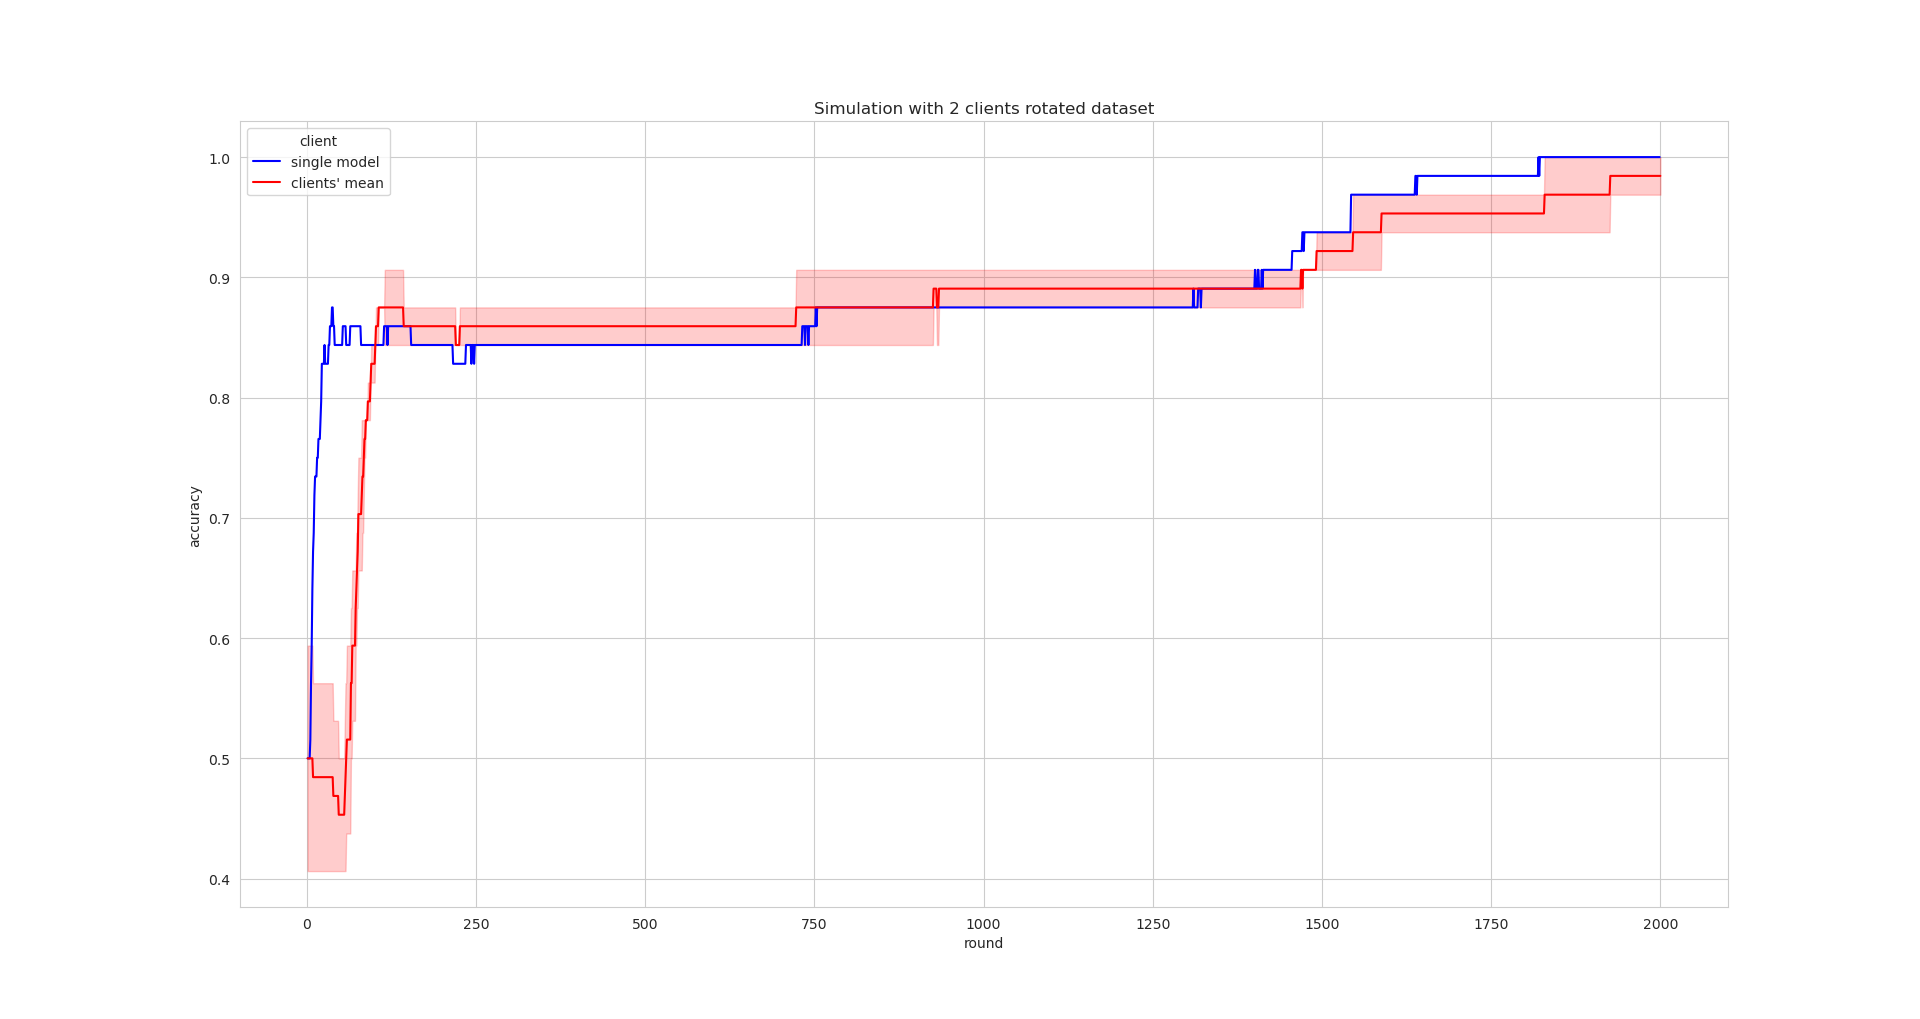 Simulation with 2 clients rotated dataset
client
single model
clients' mean
accuracy
1.0
0.9
0.8
0.7
0.6
0.5
0.4
0 250 500 750 1000 1250 1500 1750 2000
round